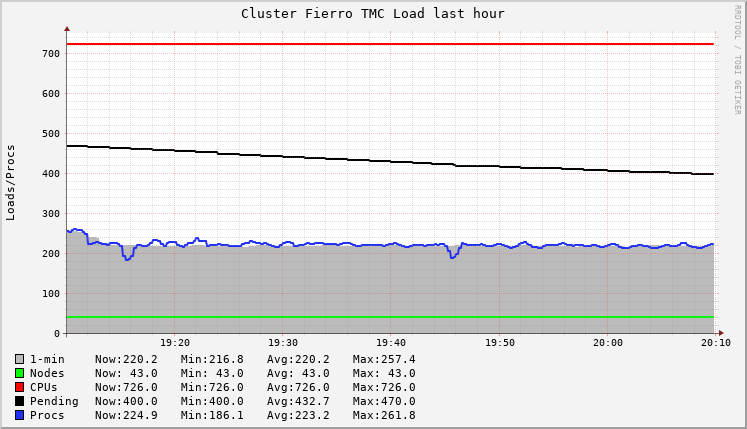 Cluster Fierro TMC Load last hour
RRDTOOL / TOBI OETIKER
Loads/Procs
700
600
500
400
300
200
100
0
19:20 19:30 19:40 19:50 20:00 20:10
1-min Now:220.2 Min:216.8 Avg:220.2 Max:257.4
Nodes Now: 43.0 Min: 43.0 Avg: 43.0 Max: 43.0
CPUs Now:726.0 Min:726.0 Avg:726.0 Max:726.0
Pending Now:400.0 Min:400.0 Avg:432.7 Max:470.0
Procs Now:224.9 Min:186.1 Avg:223.2 Max:261.8